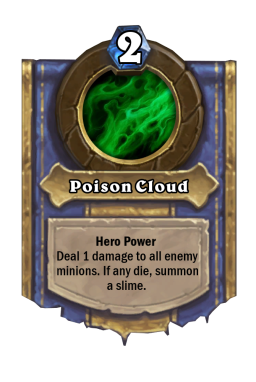 2
Poison Cloud
Hero Power
Deal 1 damage to all enemy
minions. If any die, summon
a slime.